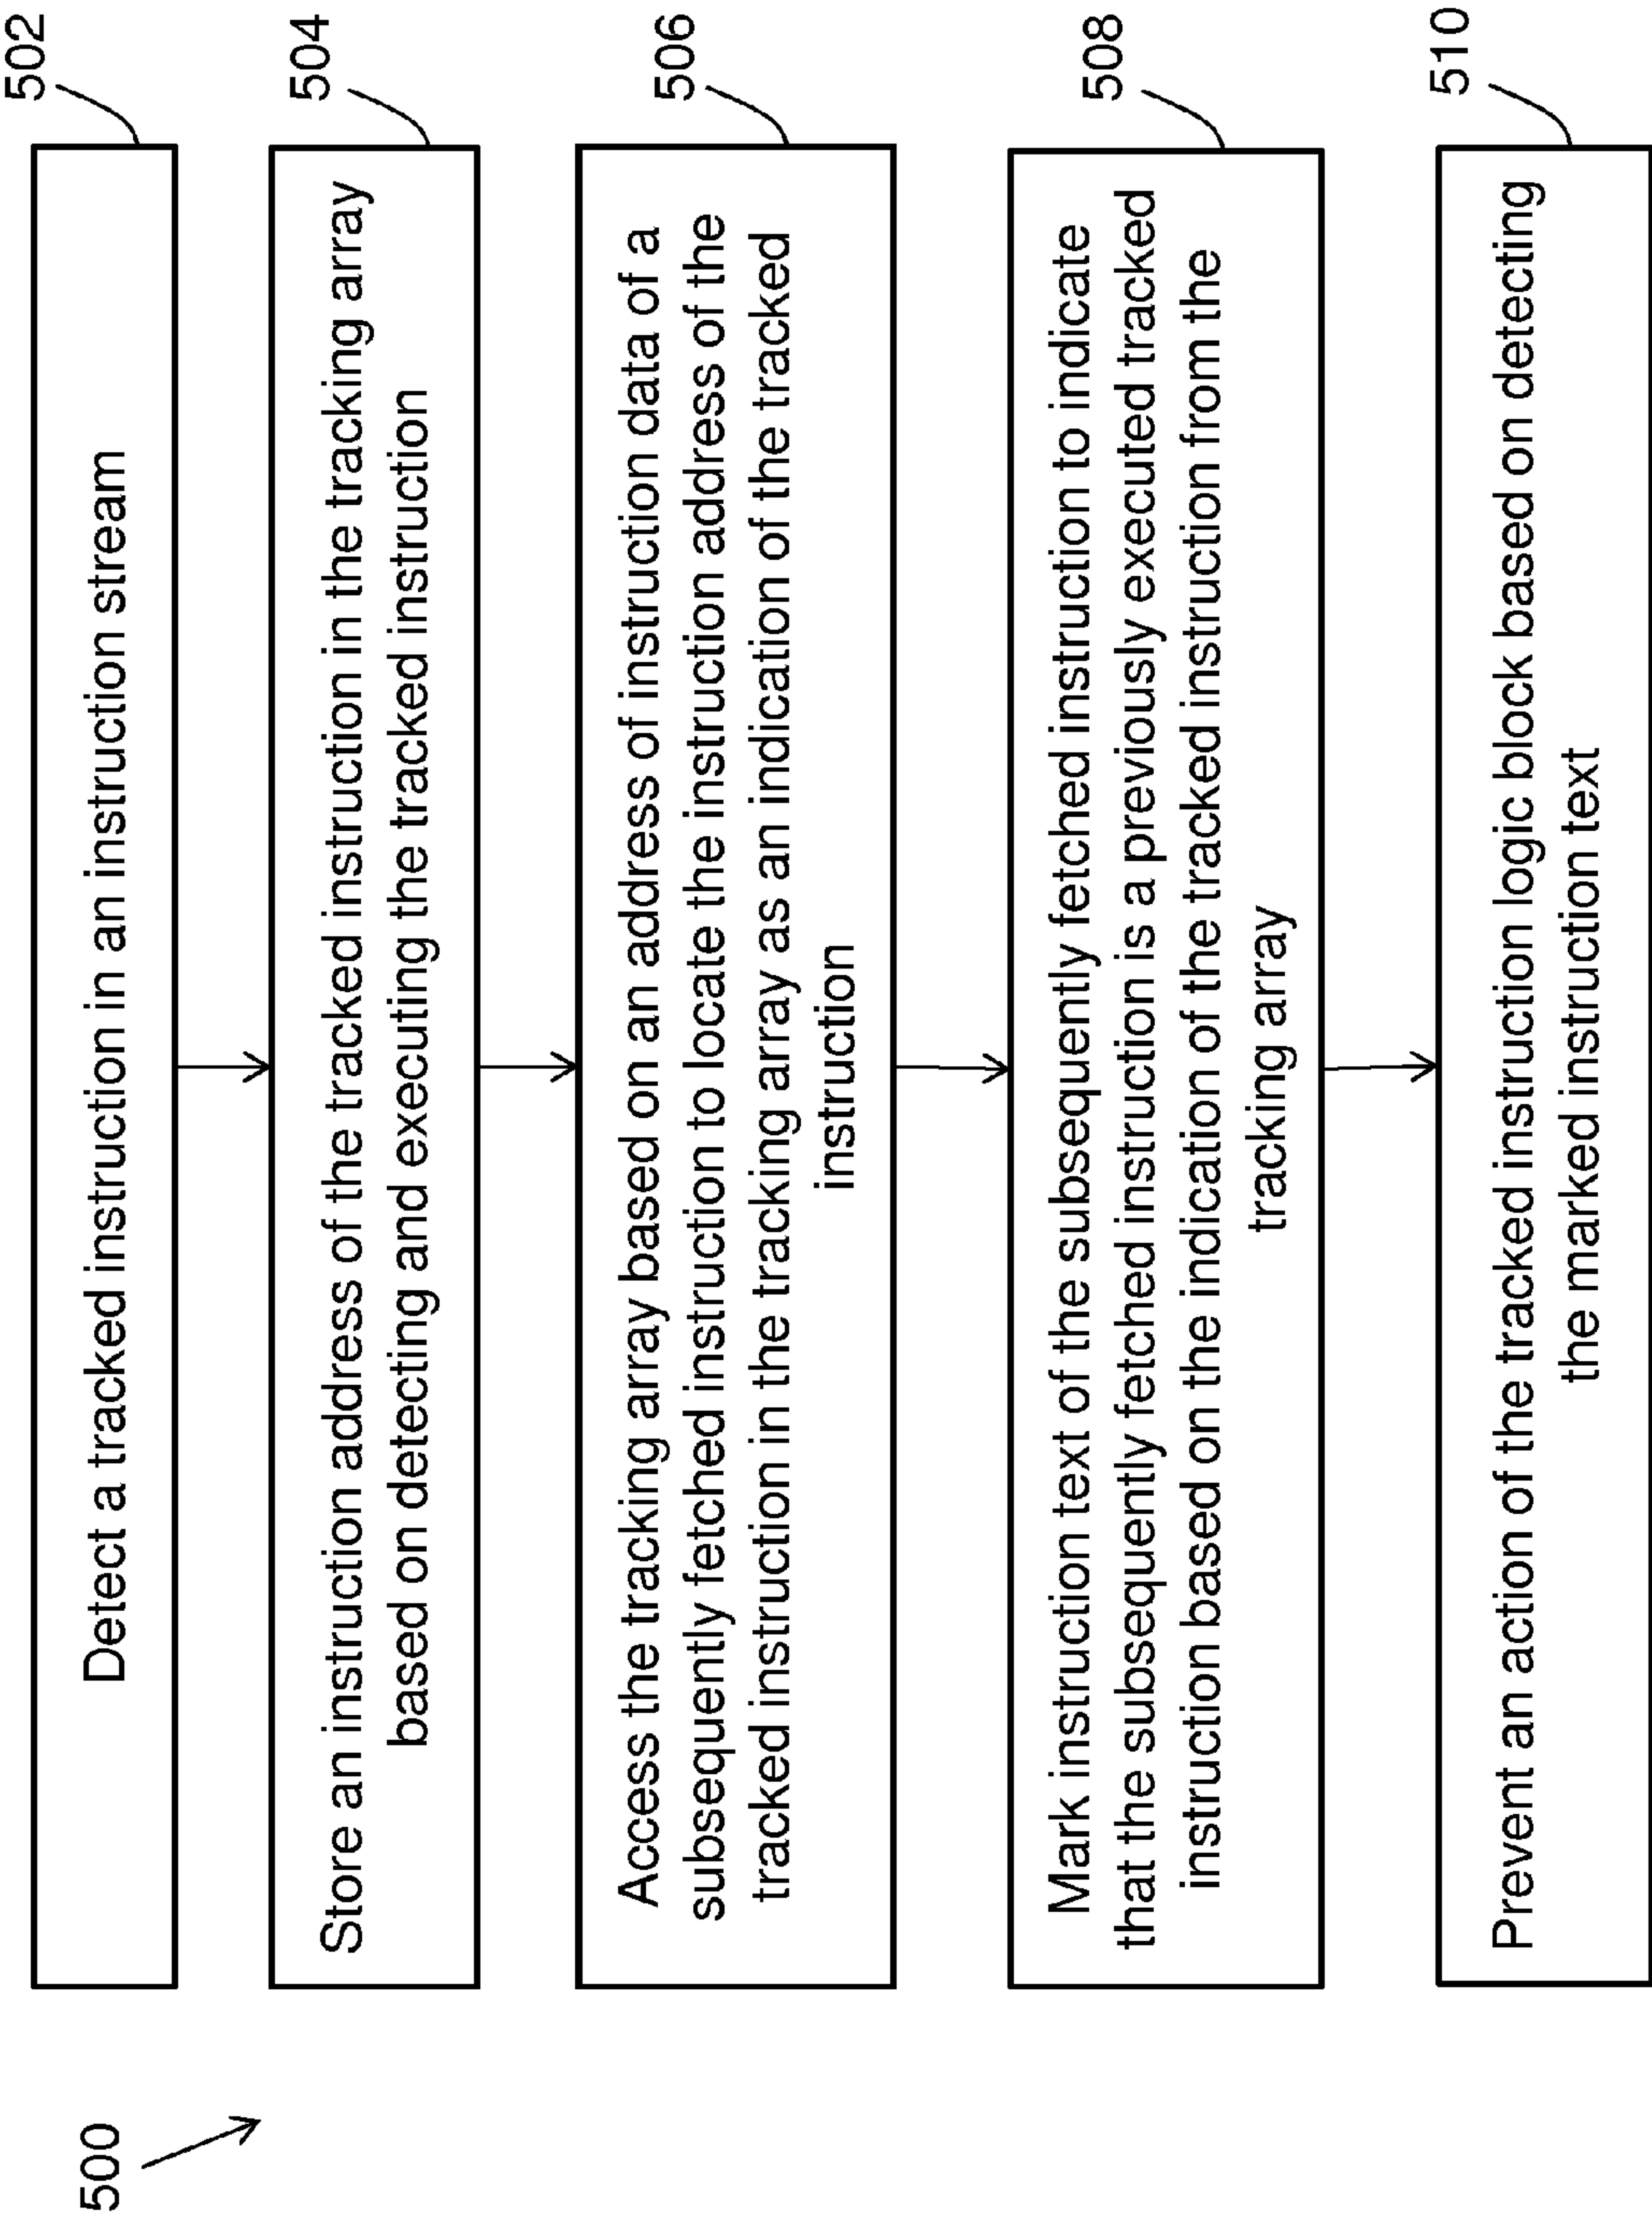 500
502
Detect a tracked instruction in an instruction stream
504
Store an instruction address of the tracked instruction in the tracking array
based on detecting and executing the tracked instruction
506
Access the tracking array based on an address of instruction data of a
subsequently fetched instruction to locate the instruction address of the
tracked instruction in the tracking array as an indication of the tracked
instruction
508
Mark instruction text of the subsequently fetched instruction to indicate
that the subsequently fetched instruction is a previously executed tracked
instruction based on the indication of the tracked instruction from the
tracking array
510
Prevent an action of the tracked instruction logic block based on detecting
the marked instruction text